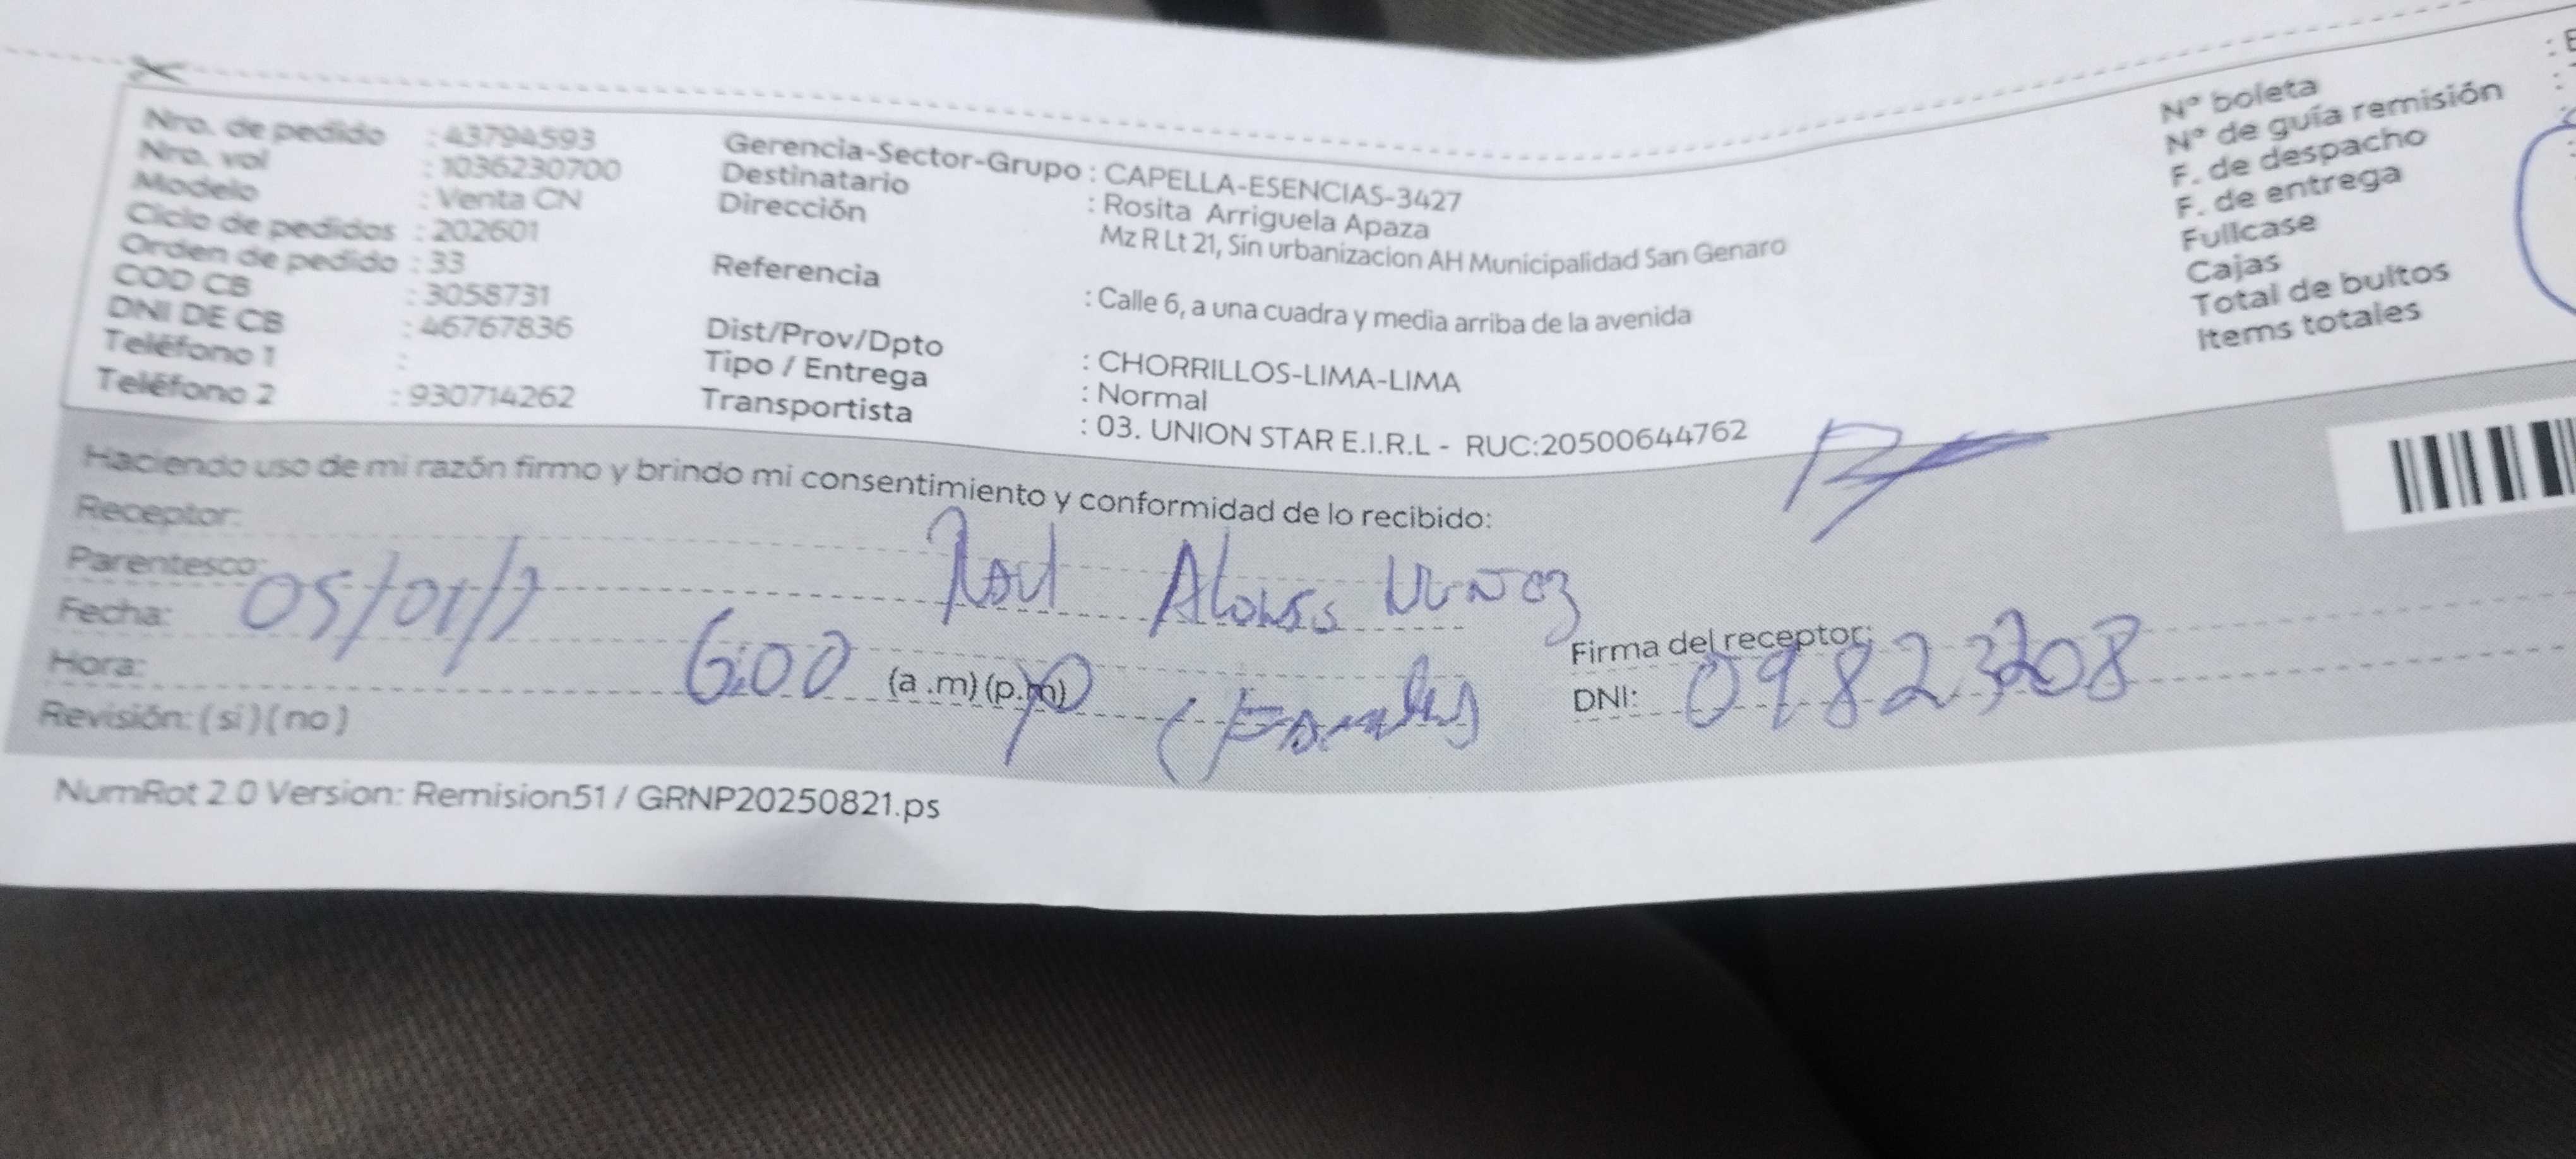 Nro. de pedido : 43794593
Nro. vol : 1036230700
Modelo : Venta CN
Ciclo de pedidos : 202601
Orden de pedido : 33
COD CB : 3058731
DNI DE CB : 46767836
Teléfono 1 :
Teléfono 2 : 930714262
Gerencia-Sector-Grupo : CAPELLA-ESENCIAS-3427
Destinatario : Rosita Arriguela Apaza
Dirección Mz R Lt 21, Sin urbanizacion AH Municipalidad San Genaro
Referencia : Calle 6, a una cuadra y media arriba de la avenida
Dist/Prov/Dpto : CHORRILLOS-LIMA-LIMA
Tipo / Entrega : Normal
Transportista : 03. UNION STAR E.I.R.L - RUC:20500644762
N° boleta
N° de guía remisión
F. de despacho
F. de entrega
Fullcase
Cajas
Total de bultos
Items totales
Haciendo uso de mi razón firmo y brindo mi consentimiento y conformidad de lo recibido:
Receptor:
Parentesco:
Fecha: 05/01/
Hora: 6:00 (a .m) (p.m)
Revisión: ( si ) ( no )
Firma del receptor:
DNI: 09823208
NumRot 2.0 Version: Remision51 / GRNP20250821.ps